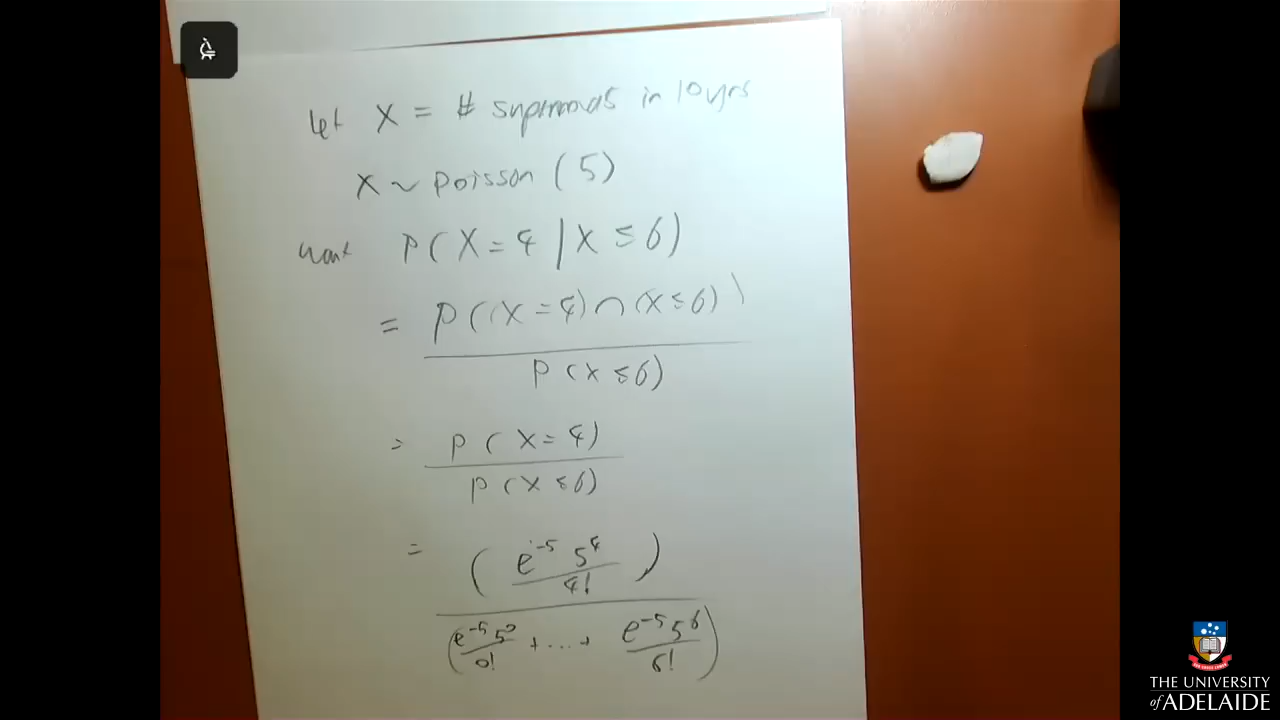 let X = # supernovas in 10 yrs
X ~ Poisson (5)
want P(X = 4 | X ≤ 6)
= P((X = 4) ∩ (X ≤ 6))
P(X ≤ 6)
= P(X = 4)
P(X ≤ 6)
= (e^-5 5^4 / 4!)
(e^-5 5^0 / 0! + ... + e^-5 5^6 / 6!)
THE UNIVERSITY
of ADELAIDE